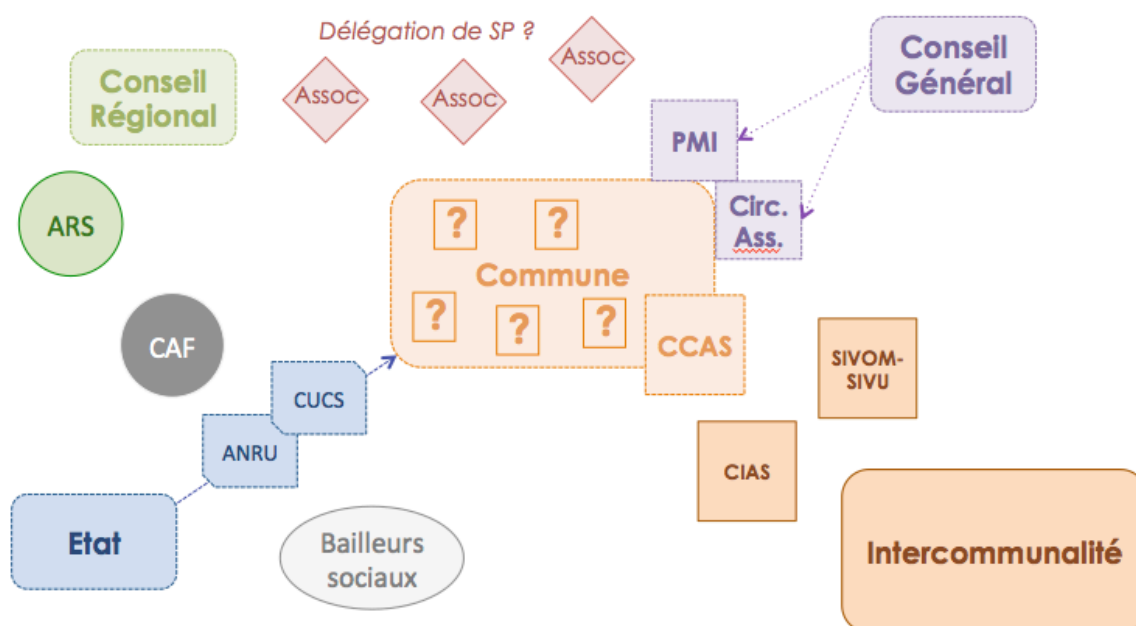 Délégation de SP ?
Conseil
Régional
Assoc
Assoc
Assoc
Conseil
Général
PMI
Circ.
Ass.
ARS
?
?
Commune
?
?
?
CCAS
CAF
SIVOM-
SIVU
CUCS
ANRU
CIAS
Etat
Bailleurs
sociaux
Intercommunalité